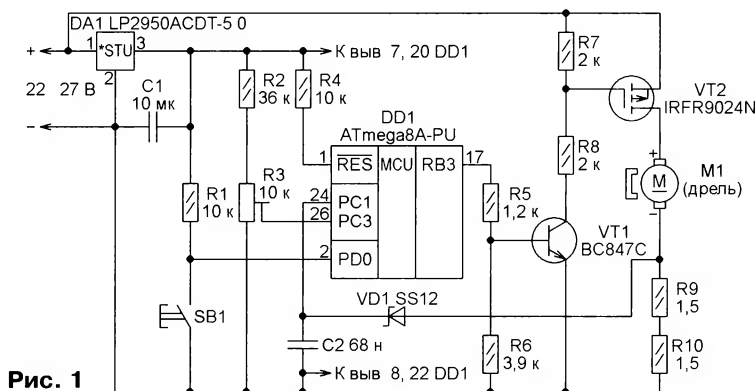 DA1 LP2950ACDT-5 0
1
*STU
3
2
+
22 27 В
−
C1
10 мк
К выв 7, 20 DD1
R2
36 к
R4
10 к
DD1
ATmega8A-PU
1
RES
MCU
RB3
17
24
PC1
26
PC3
2
PD0
R1
10 к
R3
10 к
R5
1,2 к
R6
3,9 к
R7
2 к
R8
2 к
VT2
IRFR9024N
+
M
−
M1
(дрель)
VT1
BC847C
VD1 SS12
R9
1,5
R10
1,5
SB1
C2 68 н
К выв 8, 22 DD1
Рис. 1